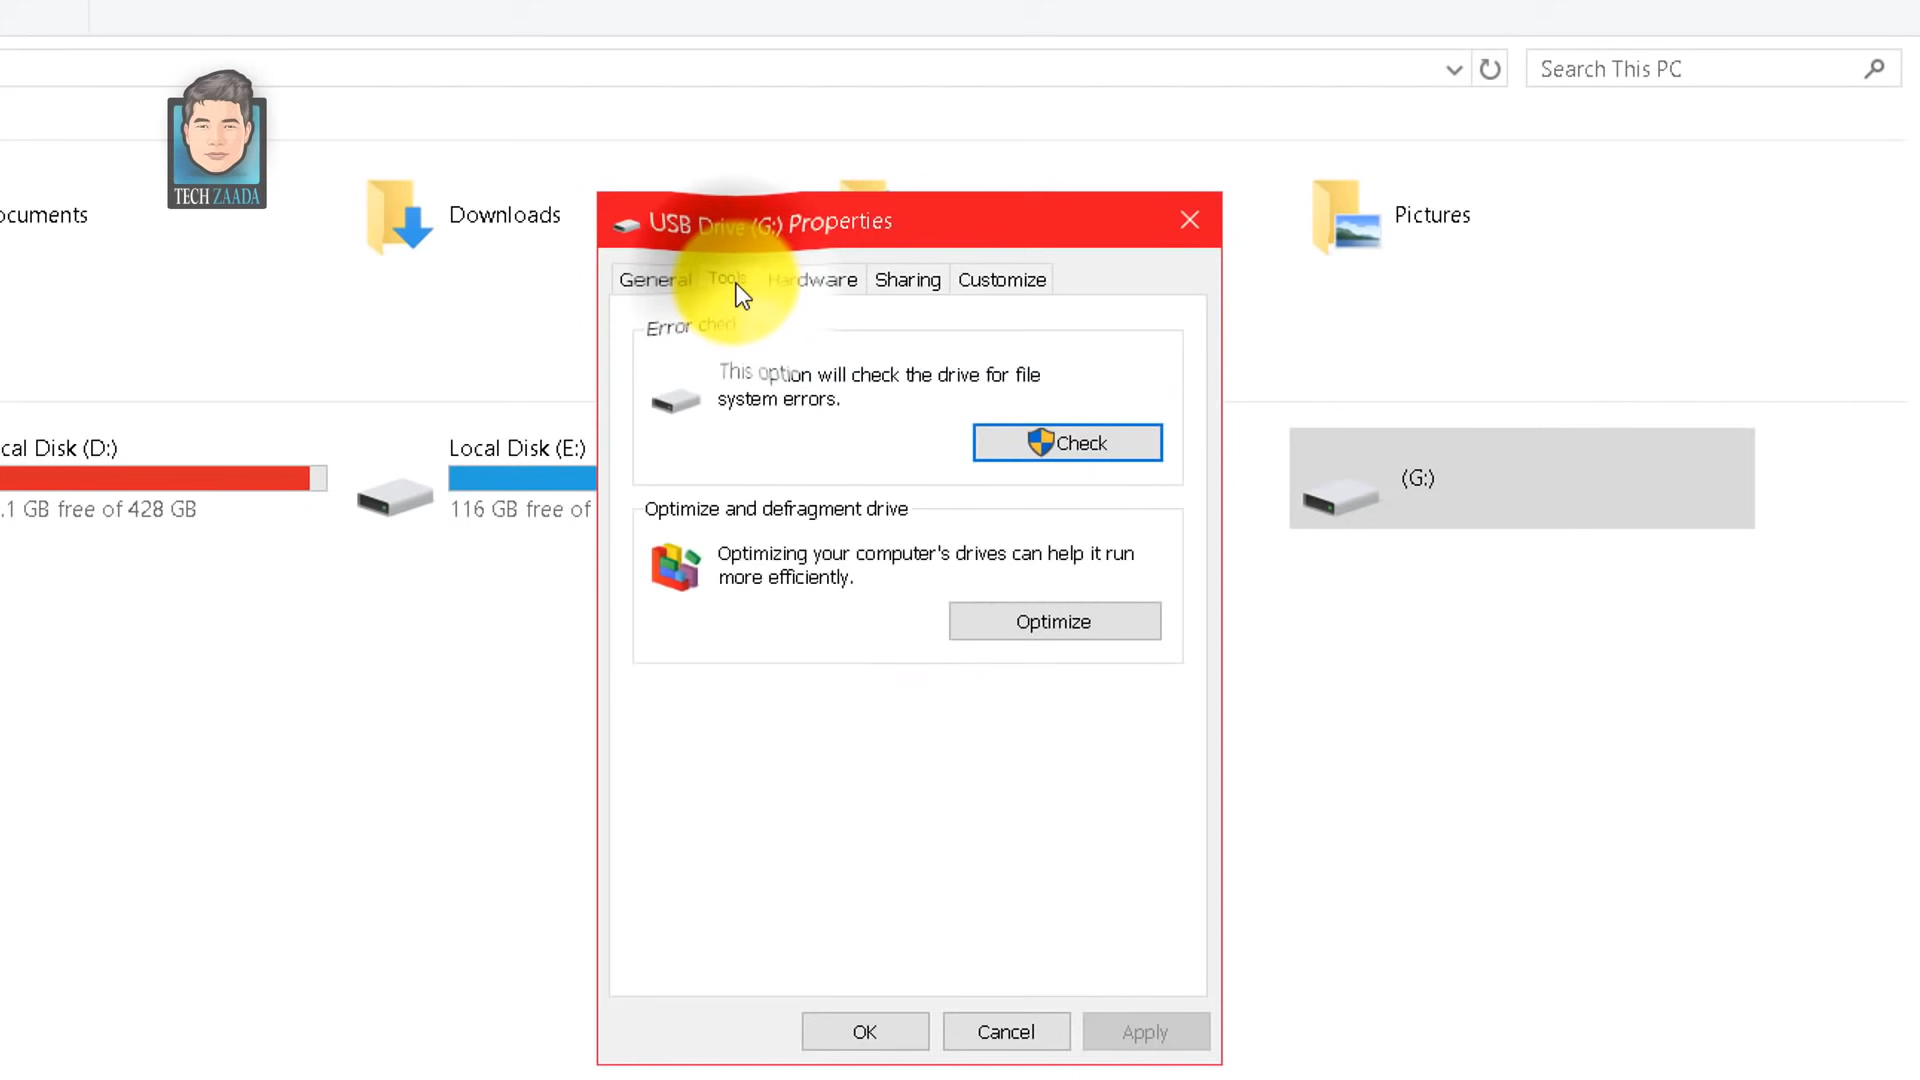 Search This PC
TECH ZAADA
ocuments
Downloads
Pictures
USB Drive (G:) Properties
General Tools Hardware Sharing Customize
Error check
This option will check the drive for file
system errors.
Check
cal Disk (D:)
.1 GB free of 428 GB
Local Disk (E:)
116 GB free of
(G:)
Optimize and defragment drive
Optimizing your computer's drives can help it run
more efficiently.
Optimize
OK Cancel Apply